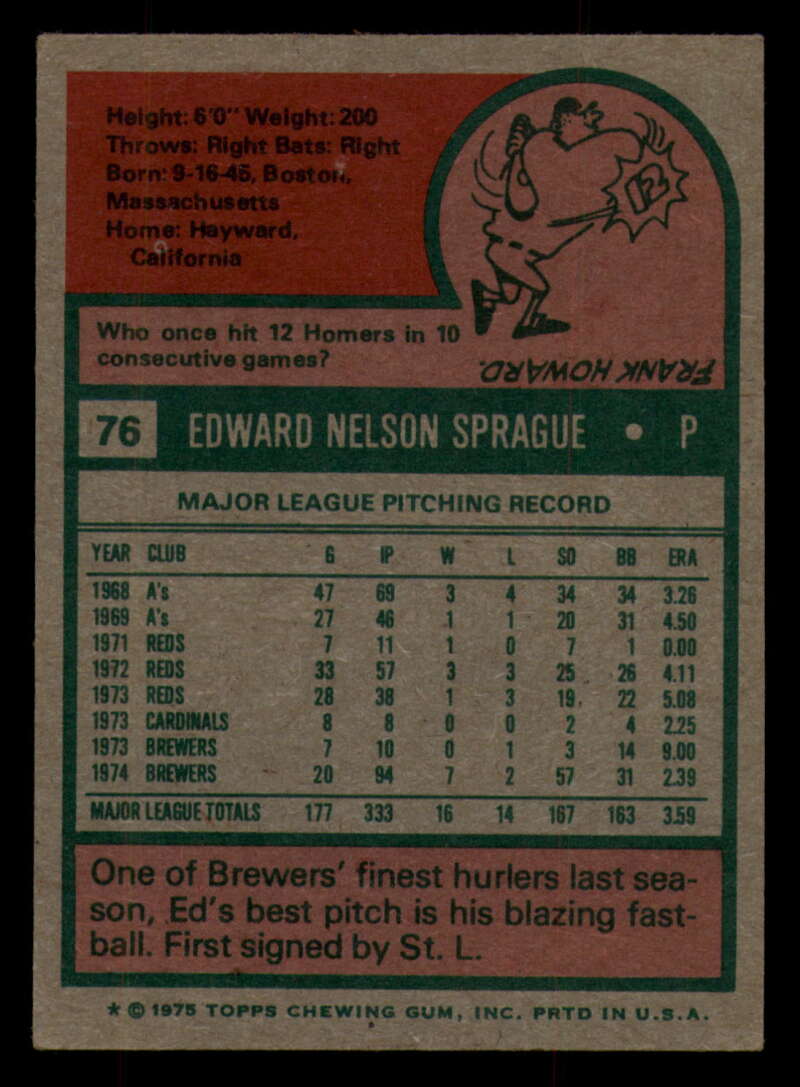 Height: 6'0" Weight: 200
Throws: Right Bats: Right
Born: 9-16-45, Boston,
Massachusetts
Home: Hayward,
California
12
Who once hit 12 Homers in 10
consecutive games?
FRANK HOWARD.
76 EDWARD NELSON SPRAGUE • P
MAJOR LEAGUE PITCHING RECORD
YEAR CLUB G IP W L SO BB ERA
1968 A's 47 69 3 4 34 34 3.26
1969 A's 27 46 1 1 20 31 4.50
1971 REDS 7 11 1 0 7 1 0.00
1972 REDS 33 57 3 3 25 26 4.11
1973 REDS 28 38 1 3 19 22 5.08
1973 CARDINALS 8 8 0 0 2 4 2.25
1973 BREWERS 7 10 0 1 3 14 9.00
1974 BREWERS 20 94 7 2 57 31 2.39
MAJOR LEAGUE TOTALS 177 333 16 14 167 163 3.59
One of Brewers' finest hurlers last sea-
son, Ed's best pitch is his blazing fast-
ball. First signed by St. L.
* © 1975 TOPPS CHEWING GUM, INC. PRTD IN U.S.A.